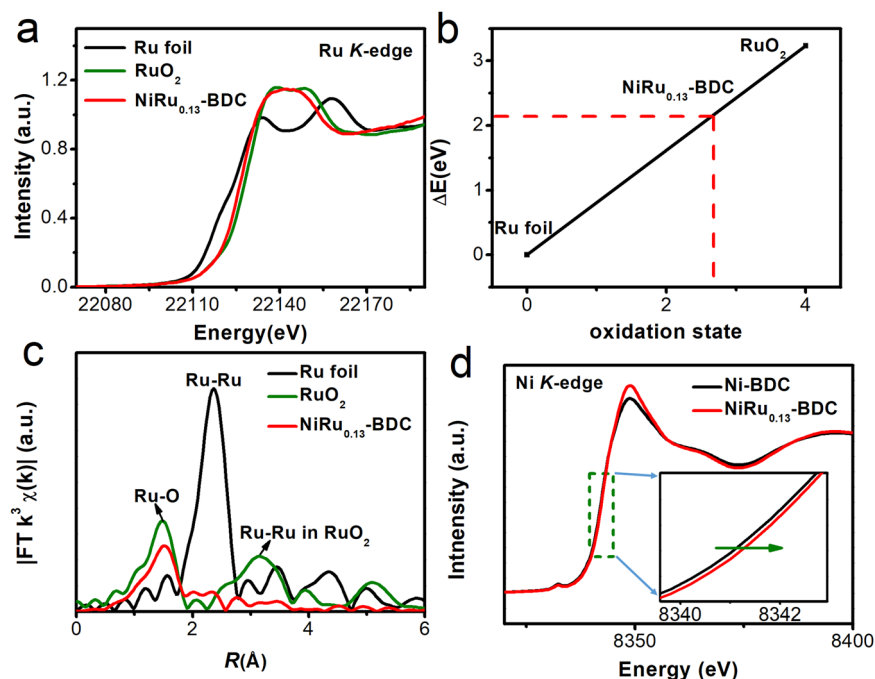 a
Ru K-edge
Ru foil
RuO2
NiRu0.13-BDC
Intensity (a.u.)
1.2
0.8
0.4
0.0
22080 22110 22140 22170
Energy(eV)
b
RuO2
NiRu0.13-BDC
Ru foil
ΔE(eV)
3
2
1
0
0 2 4
oxidation state
c
Ru-Ru
Ru foil
RuO2
NiRu0.13-BDC
Ru-O
Ru-Ru in RuO2
|FT k3 χ(k)| (a.u.)
0 2 4 6
R(Å)
d
Ni K-edge
Ni-BDC
NiRu0.13-BDC
Intnensity (a.u.)
8340 8342
8350 8400
Energy (eV)